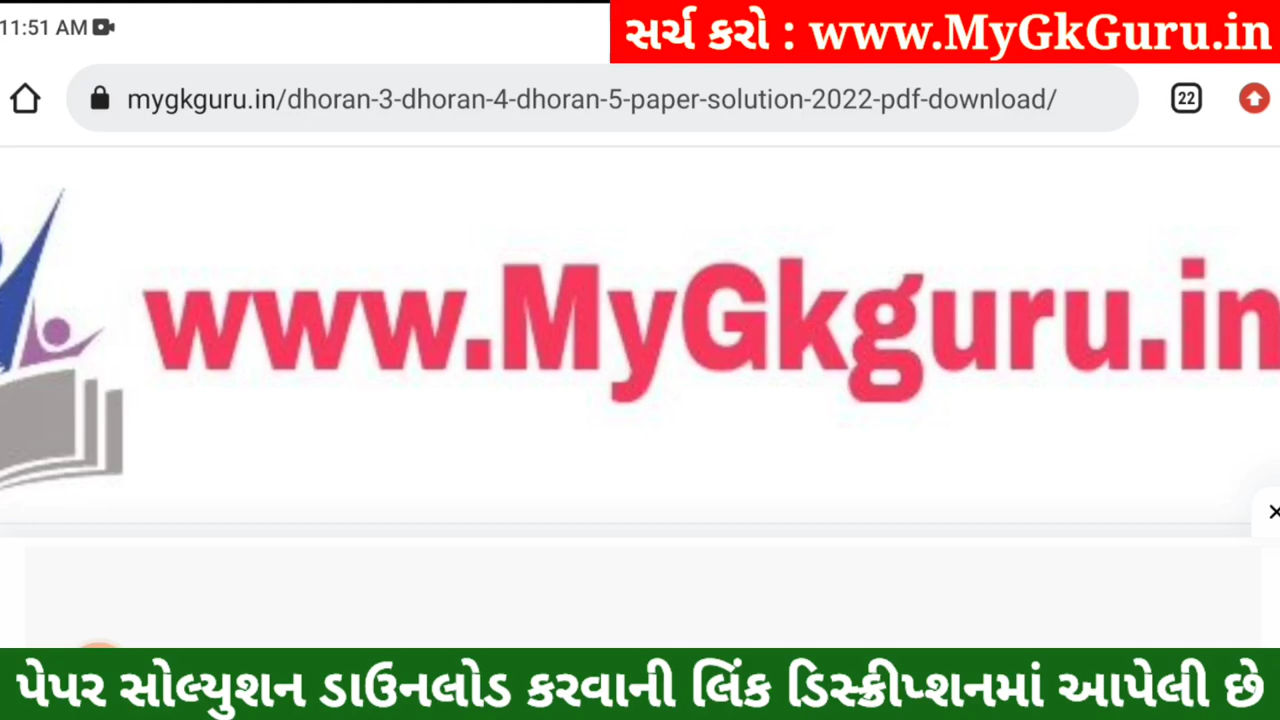 11:51 AM
સર્ચ કરો : www.MyGkGuru.in
mygkguru.in/dhoran-3-dhoran-4-dhoran-5-paper-solution-2022-pdf-download/
22
www.MyGkguru.in
પેપર સોલ્યુશન ડાઉનલોડ કરવાની લિંક ડિસ્ક્રીપ્શનમાં આપેલી છે